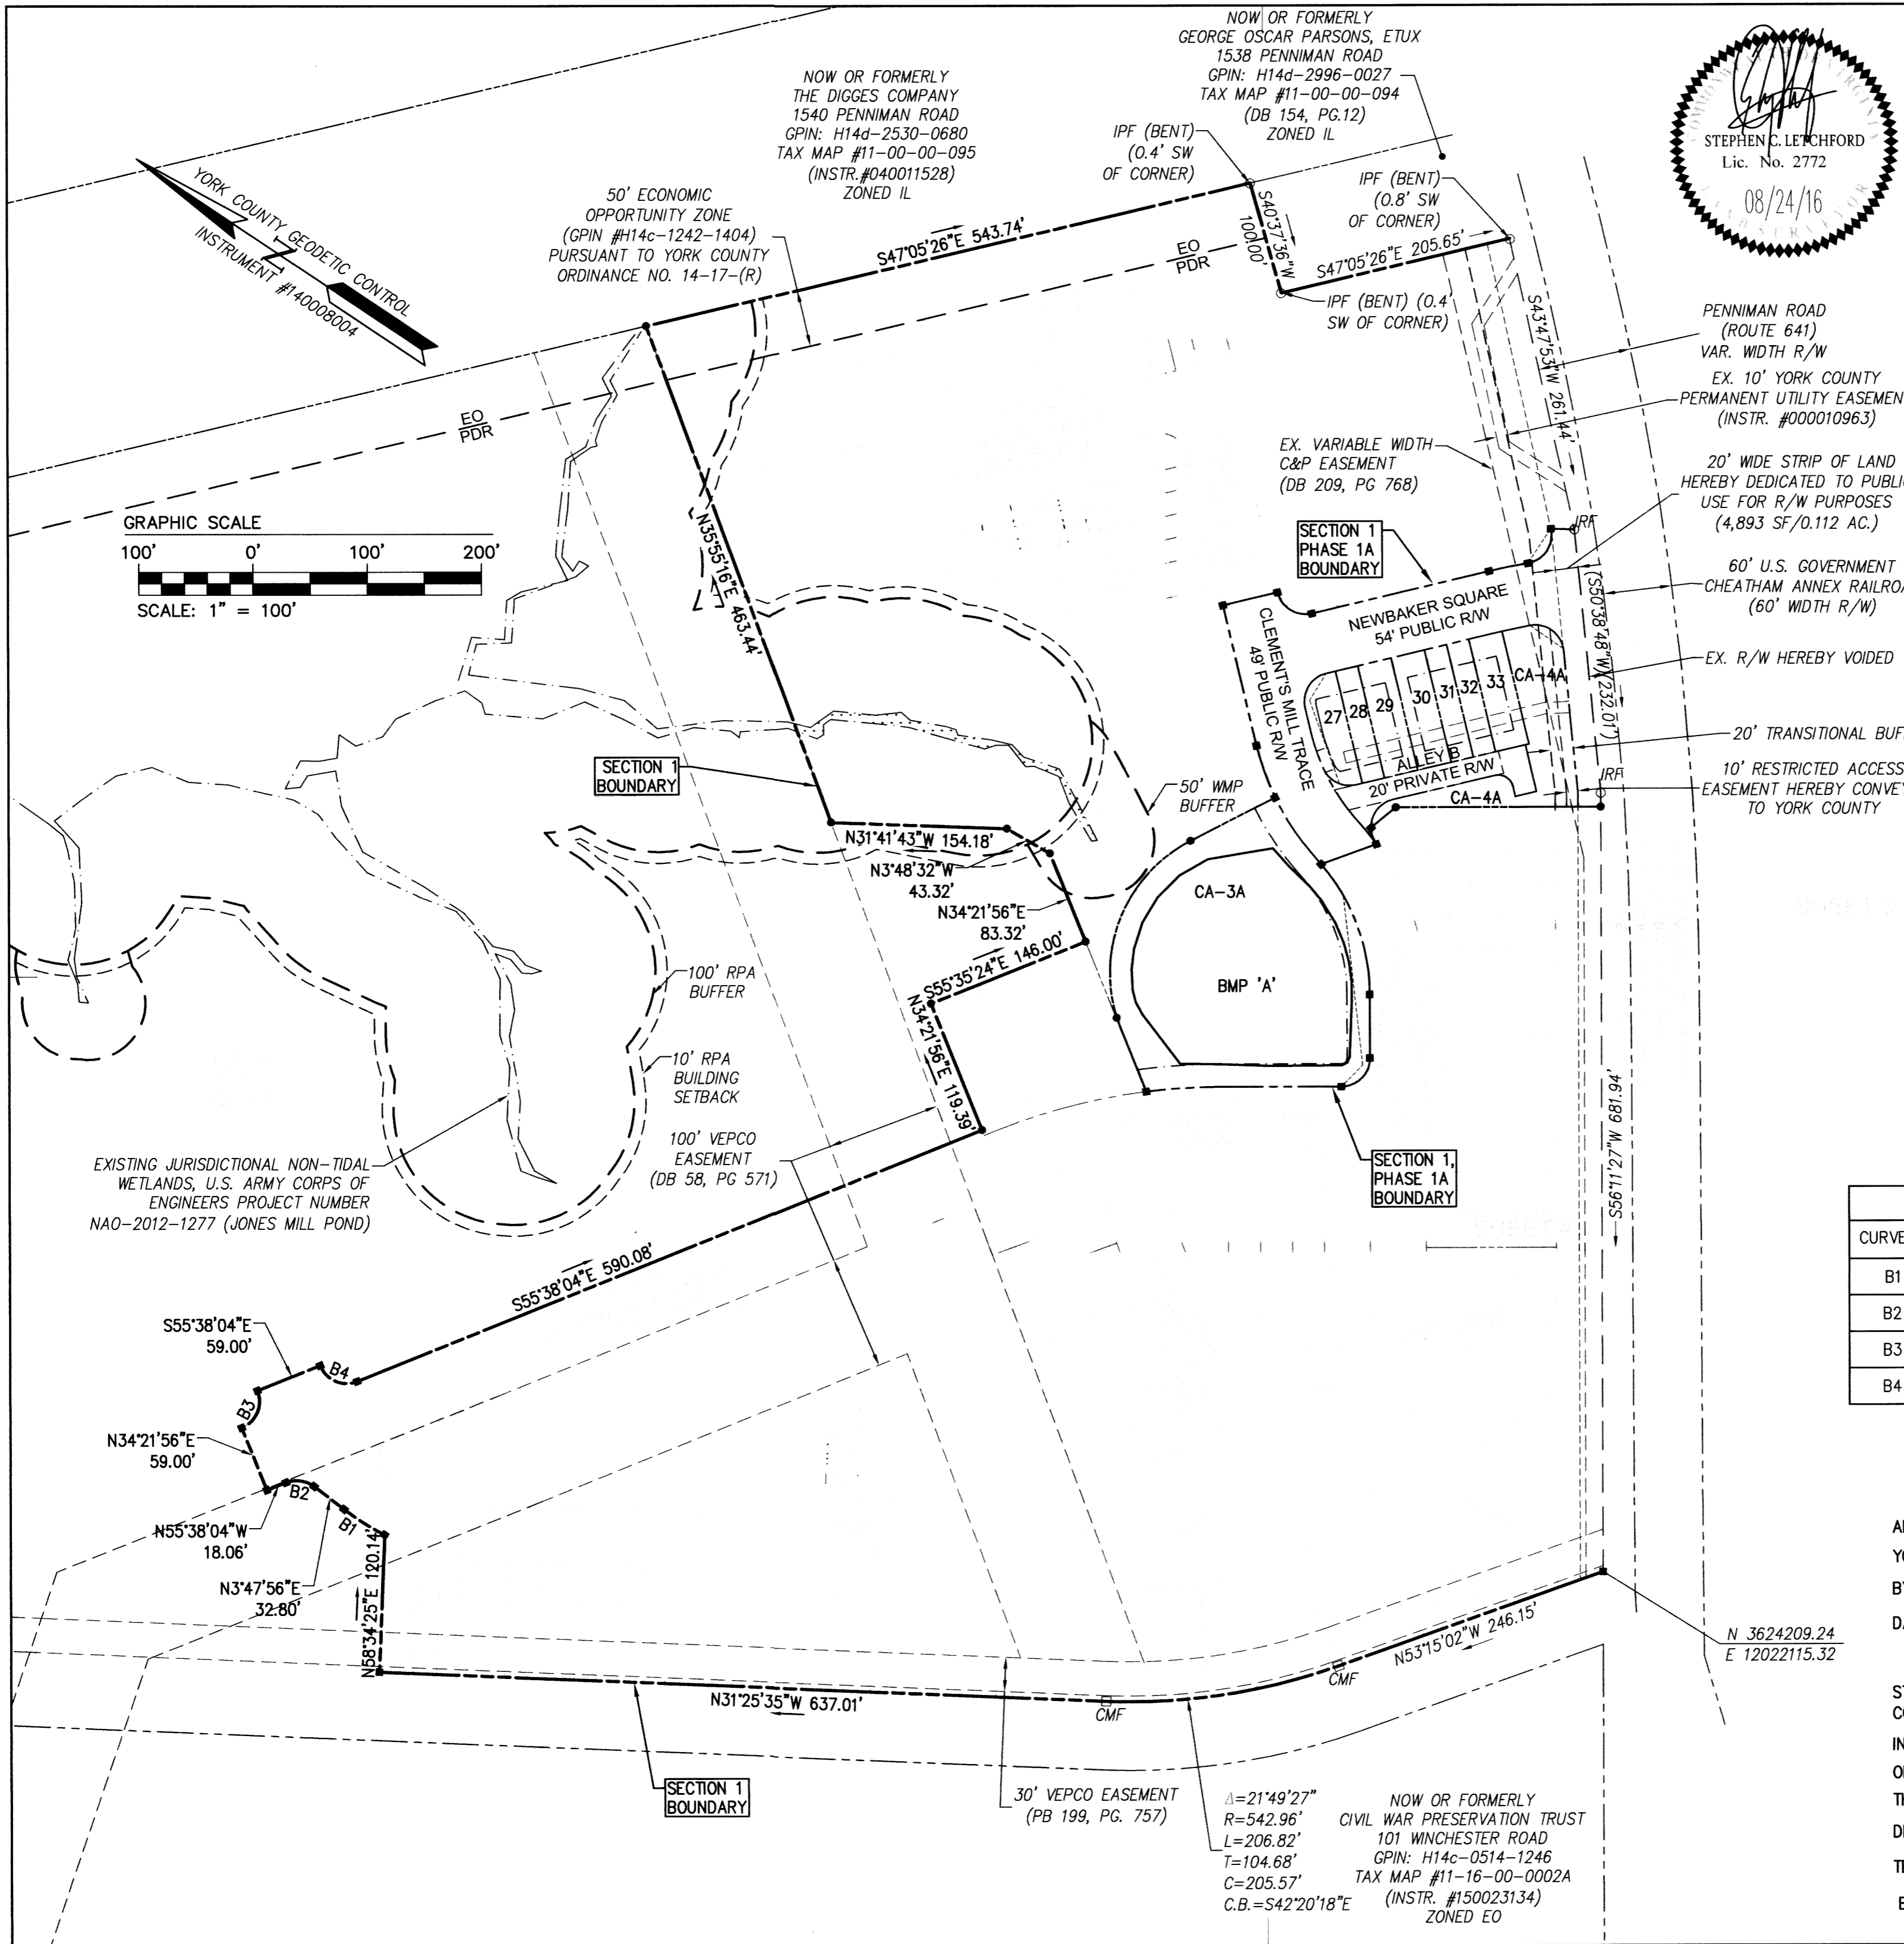 NOW OR FORMERLY
GEORGE OSCAR PARSONS, ETUX
1538 PENNIMAN ROAD
GPIN: H14d-2996-0027
TAX MAP #11-00-00-094
(DB 154, PG.12)
ZONED IL
NOW OR FORMERLY
THE DIGGES COMPANY
1540 PENNIMAN ROAD
GPIN: H14d-2530-0680
TAX MAP #11-00-00-095
(INSTR.#040011528)
ZONED IL
STEPHEN C. LETCHFORD
Lic. No. 2772
08/24/16
IPF (BENT)
(0.4' SW
OF CORNER)
IPF (BENT)
(0.8' SW
OF CORNER)
YORK COUNTY GEODETIC CONTROL
INSTRUMENT #140008004
50' ECONOMIC
OPPORTUNITY ZONE
(GPIN #H14c-1242-1404)
PURSUANT TO YORK COUNTY
ORDINANCE NO. 14-17-(R)
S47°05'26"E 543.74'
EO
PDR
S40°37'36"W
100.00'
S47°05'26"E 205.65'
IPF (BENT) (0.4'
SW OF CORNER)
S43°47'53"W 261.44'
PENNIMAN ROAD
(ROUTE 641)
VAR. WIDTH R/W
EX. 10' YORK COUNTY
PERMANENT UTILITY EASEMEN
(INSTR. #000010963)
EO
PDR
EX. VARIABLE WIDTH
C&P EASEMENT
(DB 209, PG 768)
20' WIDE STRIP OF LAND
HEREBY DEDICATED TO PUBLI
USE FOR R/W PURPOSES
(4,893 SF/0.112 AC.)
GRAPHIC SCALE
100' 0' 100' 200'
SCALE: 1" = 100'
N35°55'16"E 463.44'
SECTION 1
PHASE 1A
BOUNDARY
IRF
60' U.S. GOVERNMENT
CHEATHAM ANNEX RAILRO
(60' WIDTH R/W)
(S50°38'48"W)(232.01')
NEWBAKER SQUARE
54' PUBLIC R/W
CLEMENT'S MILL TRACE
49' PUBLIC R/W
EX. R/W HEREBY VOIDED
27 28 29 30 31 32 33 CA-4A
ALLEY B
20' PRIVATE R/W
CA-4A
20' TRANSITIONAL BUF
IRF
10' RESTRICTED ACCESS
EASEMENT HEREBY CONVEY
TO YORK COUNTY
SECTION 1
BOUNDARY
50' WMP
BUFFER
N31°41'43"W 154.18'
N3°48'32"W
43.32'
N34°21'56"E
83.32'
CA-3A
BMP 'A'
S55°35'24"E 146.00'
N34°21'56"E 119.39'
100' RPA
BUFFER
10' RPA
BUILDING
SETBACK
100' VEPCO
EASEMENT
(DB 58, PG 571)
EXISTING JURISDICTIONAL NON-TIDAL
WETLANDS, U.S. ARMY CORPS OF
ENGINEERS PROJECT NUMBER
NAO-2012-1277 (JONES MILL POND)
SECTION 1,
PHASE 1A
BOUNDARY
S56°11'27"W 681.94'
CURVE
B1
B2
B3
B4
S55°38'04"E 590.08'
S55°38'04"E
59.00'
B4
B3
N34°21'56"E
59.00'
B2
B1
N55°38'04"W
18.06'
N3°47'56"E
32.80'
N58°34'25"E 120.14'
N 3624209.24
E 12022115.32
N53°15'02"W 246.15'
CMF
N31°25'35"W 637.01'
CMF
SECTION 1
BOUNDARY
30' VEPCO EASEMENT
(PB 199, PG. 757)
Δ=21°49'27"
R=542.96'
L=206.82'
T=104.68'
C=205.57'
C.B.=S42°20'18"E
NOW OR FORMERLY
CIVIL WAR PRESERVATION TRUST
101 WINCHESTER ROAD
GPIN: H14c-0514-1246
TAX MAP #11-16-00-0002A
(INSTR. #150023134)
ZONED EO